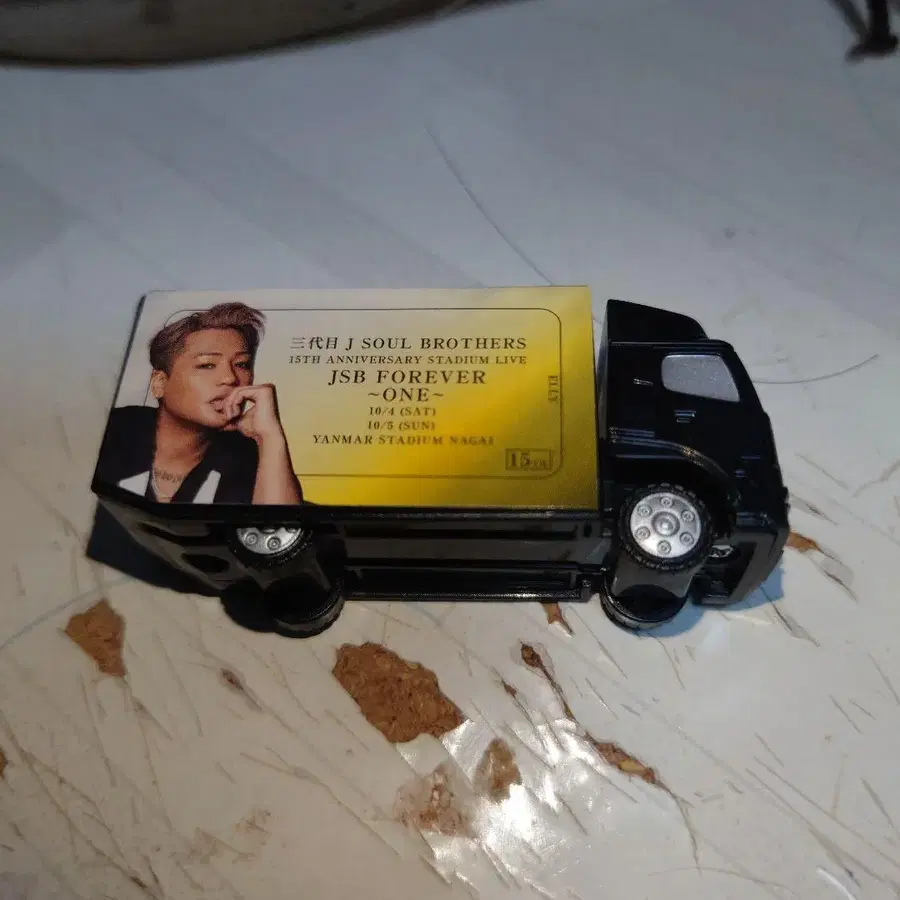 三代目 J SOUL BROTHERS
15TH ANNIVERSARY STADIUM LIVE
JSB FOREVER
~ONE~
10/4 (SAT)
10/5 (SUN)
YANMAR STADIUM NAGAI
ELLY
15